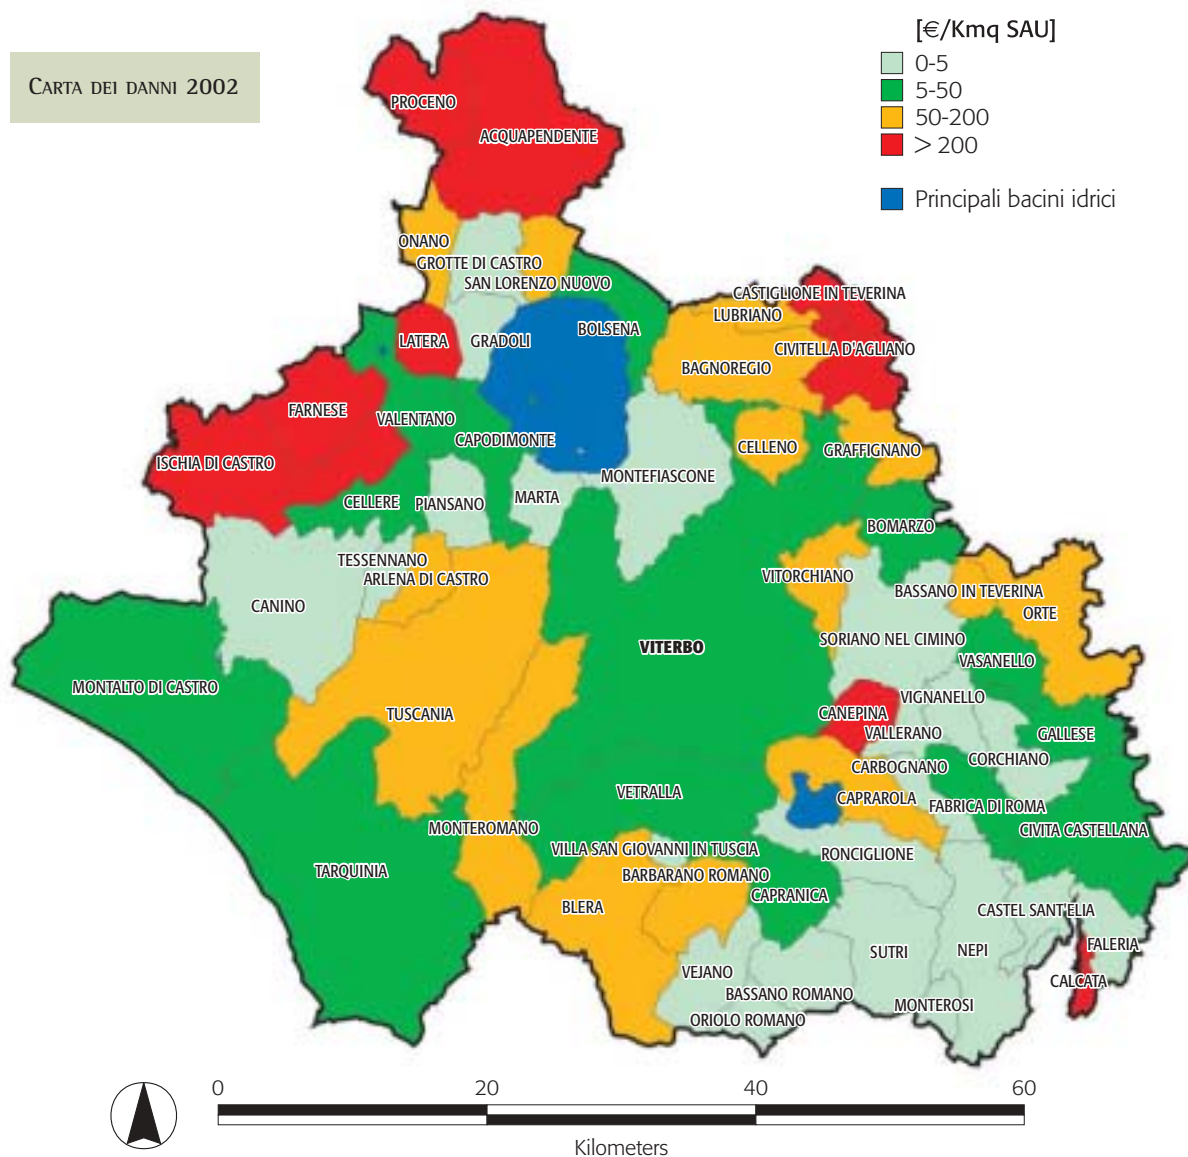 CARTA DEI DANNI 2002
[€/Kmq SAU]
0-5
5-50
50-200
> 200
Principali bacini idrici
PROCENO
ACQUAPENDENTE
ONANO
GROTTE DI CASTRO
SAN LORENZO NUOVO
CASTIGLIONE IN TEVERINA
LUBRIANO
BOLSENA
LATERA
GRADOLI
CIVITELLA D'AGLIANO
BAGNOREGIO
FARNESE
VALENTANO
CAPODIMONTE
CELLENO
GRAFFIGNANO
ISCHIA DI CASTRO
MONTEFIASCONE
CELLERE
PIANSANO
MARTA
BOMARZO
TESSENNANO
ARLENA DI CASTRO
VITORCHIANO
BASSANO IN TEVERINA
CANINO
ORTE
SORIANO NEL CIMINO
VITERBO
VASANELLO
MONTALTO DI CASTRO
VIGNANELLO
TUSCANIA
CANEPINA
VALLERANO
GALLESE
CORCHIANO
CARBOGNANO
VETRALLA
CAPRAROLA
FABRICA DI ROMA
MONTEROMANO
CIVITA CASTELLANA
VILLA SAN GIOVANNI IN TUSCIA
RONCIGLIONE
TARQUINIA
BARBARANO ROMANO
CAPRANICA
BLERA
CASTEL SANT'ELIA
FALERIA
SUTRI
NEPI
VEJANO
CALCATA
BASSANO ROMANO
MONTEROSI
ORIOLO ROMANO
0 20 40 60
Kilometers